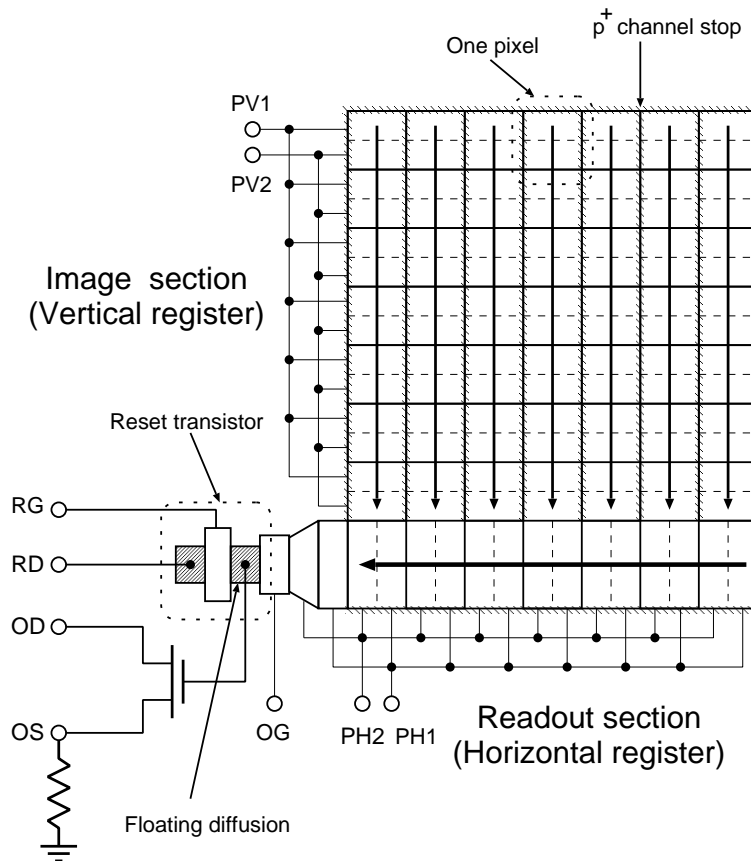 p+ channel stop
One pixel
PV1
PV2
Image section
(Vertical register)
Reset transistor
RG
RD
OD
OS
OG
PH2 PH1
Readout section
(Horizontal register)
Floating diffusion